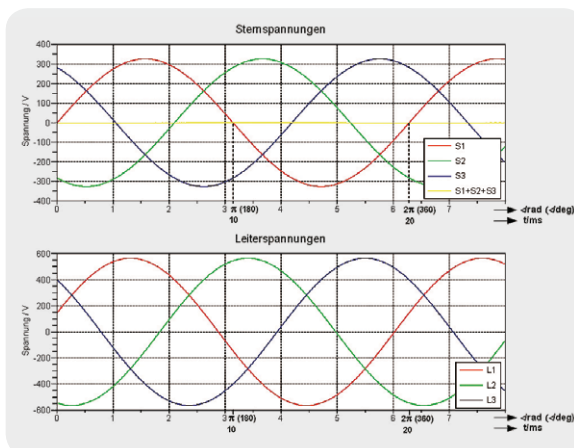 Sternspannungen
400
300
200
100
0
-100
-200
-300
-400
Spannung / V
S1
S2
S3
S1+S2+S3
0 1 2 3 π (180) 4 5 6 2π (360) 7
-/rad (-/deg)
10 20
t/ms
Leiterspannungen
600
400
200
0
-200
-400
-600
Spannung / V
L1
L2
L3
0 1 2 3 π (180) 4 5 6 2π (360) 7
-/rad (-/deg)
10 20
t/ms